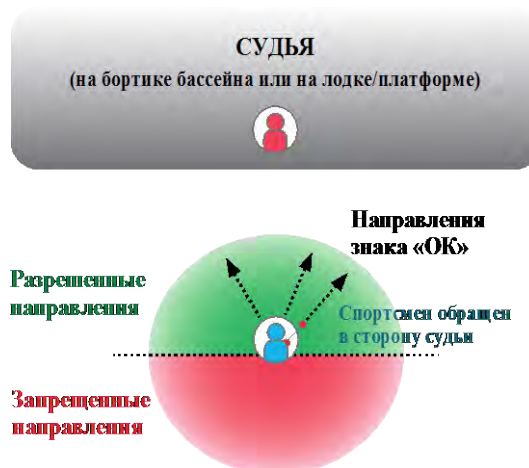 СУДЬЯ
(на бортике бассейна или на лодке/платформе)
Направления
знака «ОК»
Разрешенные
направления
Спортсмен обращен
в сторону судьи
Запрещенные
направления